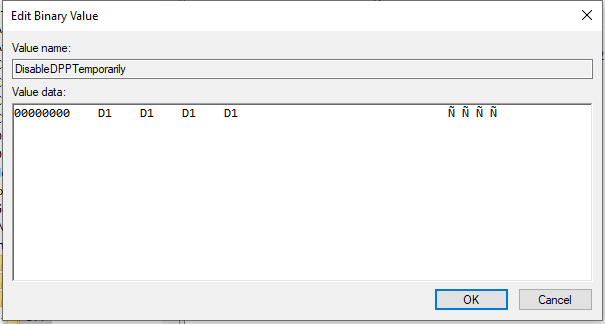 Edit Binary Value
Value name:
DisableDPPTemporarily
Value data:
00000000 D1 D1 D1 D1 Ñ Ñ Ñ Ñ
OK Cancel